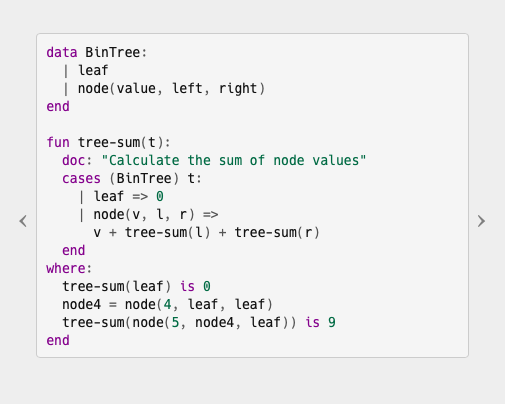 data BinTree:
  | leaf
  | node(value, left, right)
end

fun tree-sum(t):
  doc: "Calculate the sum of node values"
  cases (BinTree) t:
    | leaf => 0
    | node(v, l, r) =>
      v + tree-sum(l) + tree-sum(r)
  end
where:
  tree-sum(leaf) is 0
  node4 = node(4, leaf, leaf)
  tree-sum(node(5, node4, leaf)) is 9
end